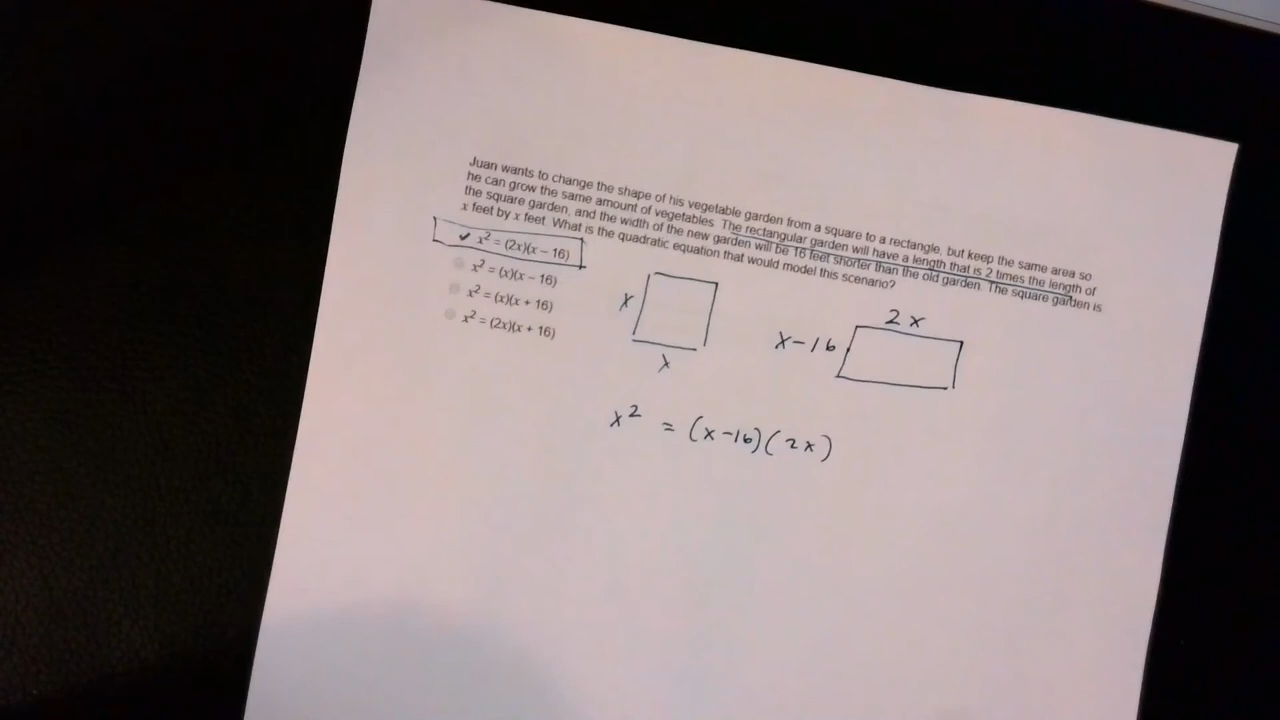 Juan wants to change the shape of his vegetable garden from a square to a rectangle, but keep the same area so
he can grow the same amount of vegetables. The rectangular garden will have a length that is 2 times the length of
the square garden, and the width of the new garden will be 16 feet shorter than the old garden. The square garden is
x feet by x feet. What is the quadratic equation that would model this scenario?
✔ x² = (2x)(x − 16)
x² = (x)(x − 16)
x² = (x)(x + 16)
x² = (2x)(x + 16)
x
x
2x
x-16
x² = (x-16)(2x)